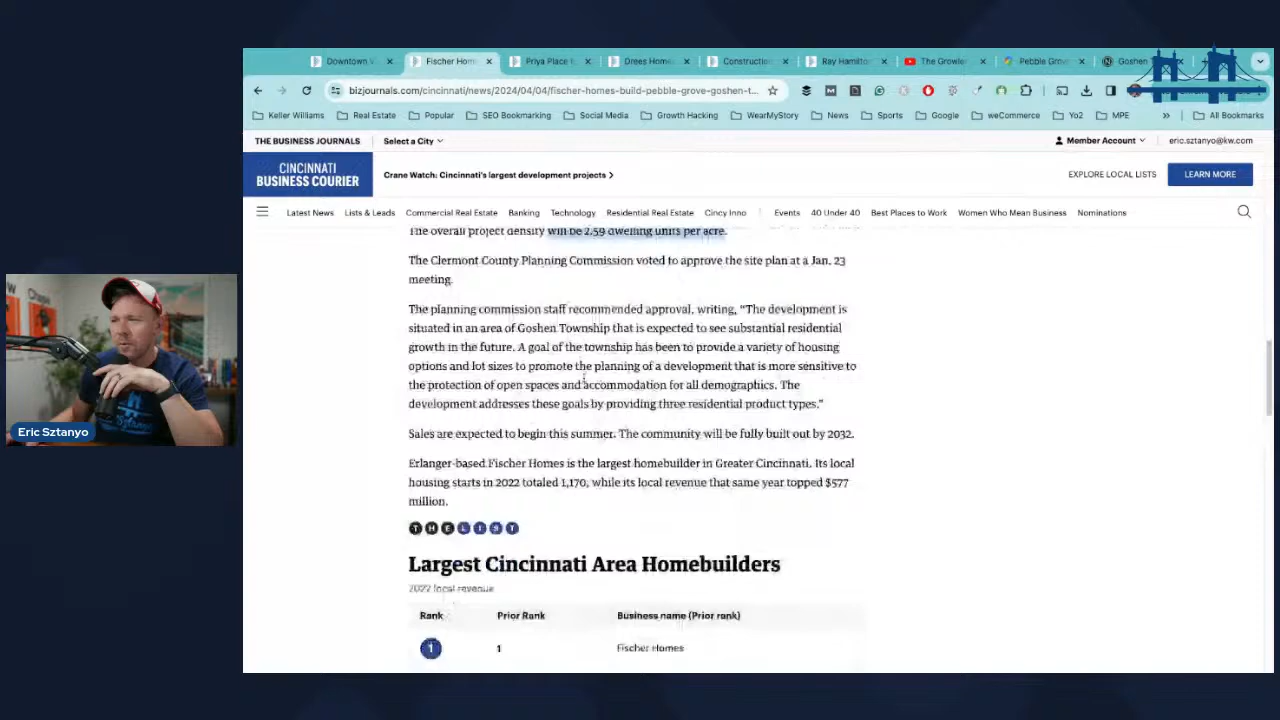 Downtown V
Fischer Hom
Priya Place
Drees Home
Constructio
Ray Hamilto
The Growle
Pebble Grov
Goshen
bizjournals.com/cincinnati/news/2024/04/04/fischer-homes-build-pebble-grove-goshen-t...
Keller Williams
Real Estate
Popular
SEO Bookmarking
Social Media
Growth Hacking
WearMyStory
News
Sports
Google
weCommerce
Yo2
MPE
»
All Bookmarks
THE BUSINESS JOURNALS
Select a City
Member Account
eric.sztanyo@kw.com
CINCINNATI
BUSINESS COURIER
Crane Watch: Cincinnati's largest development projects
EXPLORE LOCAL LISTS
LEARN MORE
Latest News
Lists & Leads
Commercial Real Estate
Banking
Technology
Residential Real Estate
Cincy Inno
Events
40 Under 40
Best Places to Work
Women Who Mean Business
Nominations
The overall project density will be 2.59 dwelling units per acre.
The Clermont County Planning Commission voted to approve the site plan at a Jan. 23
meeting.
The planning commission staff recommended approval, writing, “The development is
situated in an area of Goshen Township that is expected to see substantial residential
growth in the future. A goal of the township has been to provide a variety of housing
options and lot sizes to promote the planning of a development that is more sensitive to
the protection of open spaces and accommodation for all demographics. The
development addresses these goals by providing three residential product types.”
Sales are expected to begin this summer. The community will be fully built out by 2032.
Erlanger-based Fischer Homes is the largest homebuilder in Greater Cincinnati. Its local
housing starts in 2022 totaled 1,170, while its local revenue that same year topped $577
million.
THE LIST
Largest Cincinnati Area Homebuilders
2022 local revenue
Rank
Prior Rank
Business name (Prior rank)
1
1
Fischer Homes
Eric Sztanyo